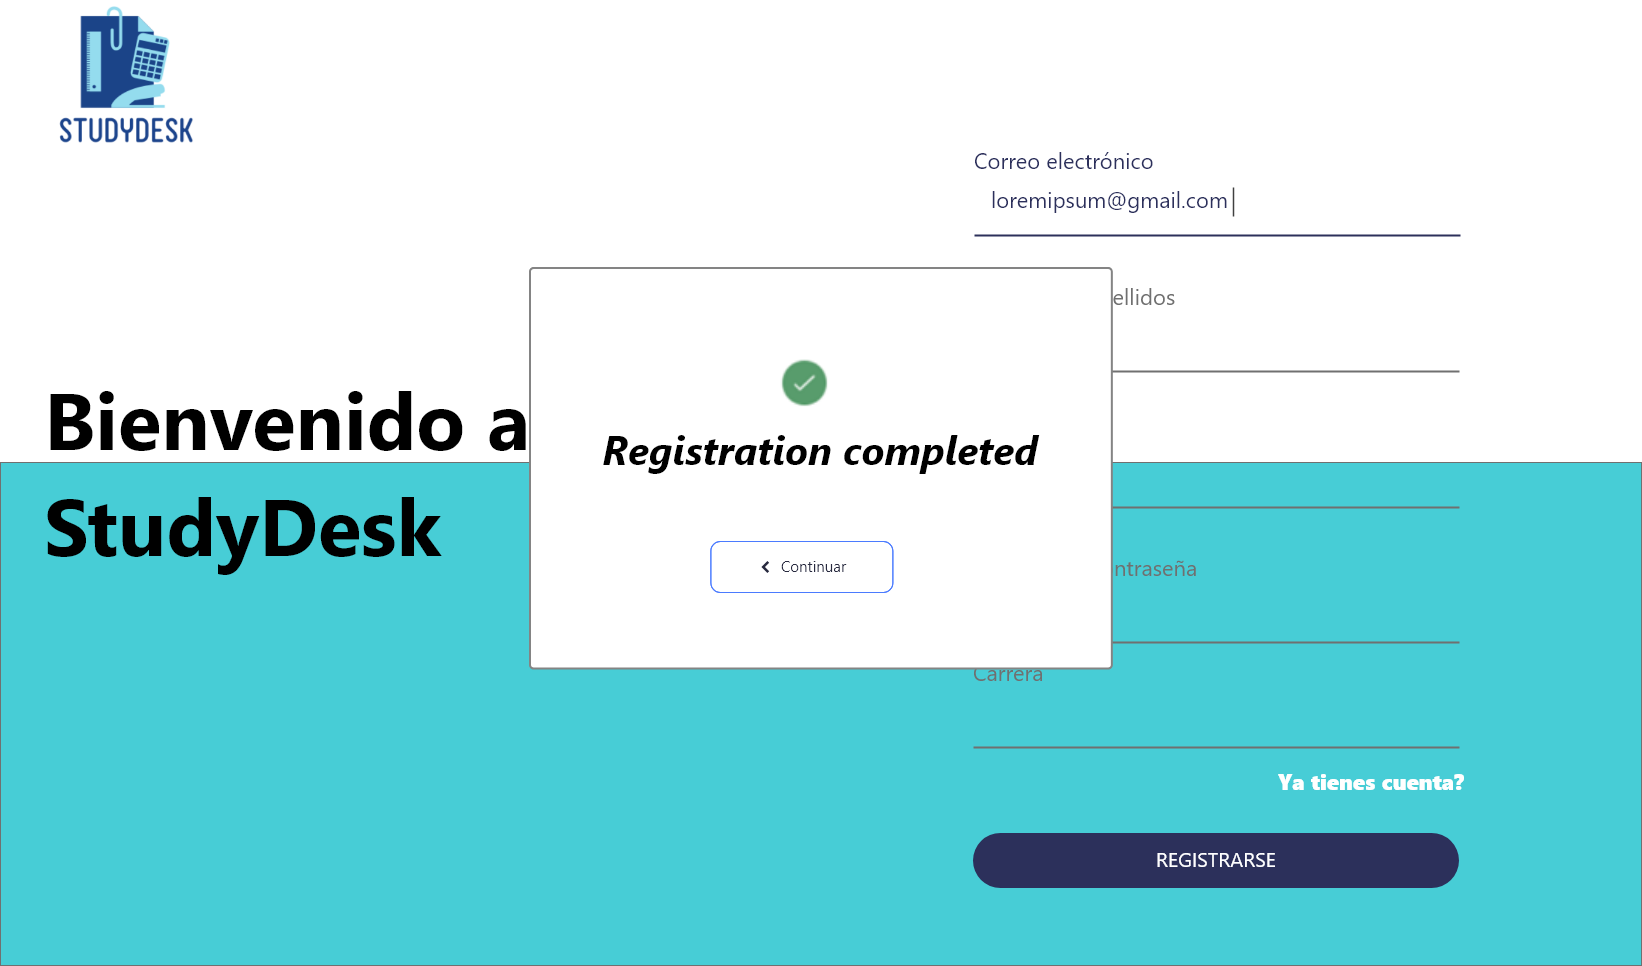 STUDYDESK
Correo electrónico
loremipsum@gmail.com
ellidos
Bienvenido a
StudyDesk
Registration completed
Continuar
ntraseña
Carrera
Ya tienes cuenta?
REGISTRARSE